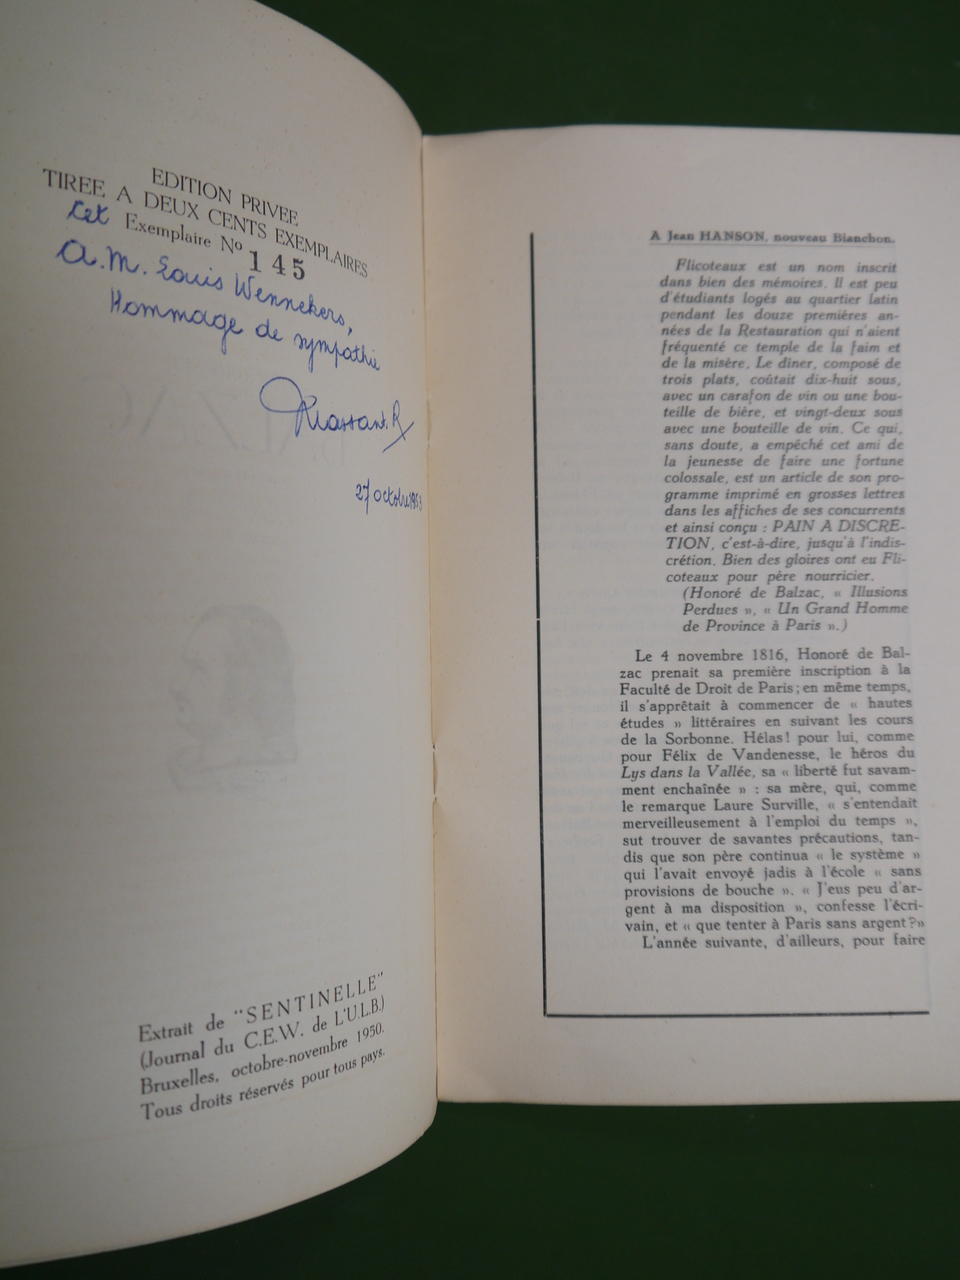 EDITION PRIVEE
TIREE A DEUX CENTS EXEMPLAIRES
Cet Exemplaire Nº 145
A. M. Louis Wennekers,
Hommage de sympathie
27 octobre
Extrait de "SENTINELLE"
(Journal du C.E.W. de L'U.L.B.)
Bruxelles, octobre-novembre 1950.
Tous droits réservés pour tous pays.
A Jean HANSON, nouveau Bianchon.
Flicoteaux est un nom inscrit
dans bien des mémoires. Il est peu
d'étudiants logés au quartier latin
pendant les douze premières an-
nées de la Restauration qui n'aient
fréquenté ce temple de la faim et
de la misère. Le dîner, composé de
trois plats, coûtait dix-huit sous,
avec un carafon de vin ou une bou-
teille de bière, et vingt-deux sous
avec une bouteille de vin. Ce qui,
sans doute, a empêché cet ami de
la jeunesse de faire une fortune
colossale, est un article de son pro-
gramme imprimé en grosses lettres
dans les affiches de ses concurrents
et ainsi conçu : PAIN A DISCRE-
TION, c'est-à-dire, jusqu'à l'indis-
crétion. Bien des gloires ont eu Fli-
coteaux pour père nourricier.
(Honoré de Balzac, « Illusions
Perdues », « Un Grand Homme
de Province à Paris ».)
Le 4 novembre 1816, Honoré de Bal-
zac prenait sa première inscription à la
Faculté de Droit de Paris; en même temps,
il s'apprêtait à commencer de « hautes
études » littéraires en suivant les cours
de la Sorbonne. Hélas! pour lui, comme
pour Félix de Vandenesse, le héros du
Lys dans la Vallée, sa « liberté fut savam-
ment enchaînée » : sa mère, qui, comme
le remarque Laure Surville, « s'entendait
merveilleusement à l'emploi du temps »,
sut trouver de savantes précautions, tan-
dis que son père continua « le système »
qui l'avait envoyé jadis à l'école « sans
provisions de bouche ». « J'eus peu d'ar-
gent à ma disposition », confesse l'écri-
vain, et « que tenter à Paris sans argent?»
L'année suivante, d'ailleurs, pour faire